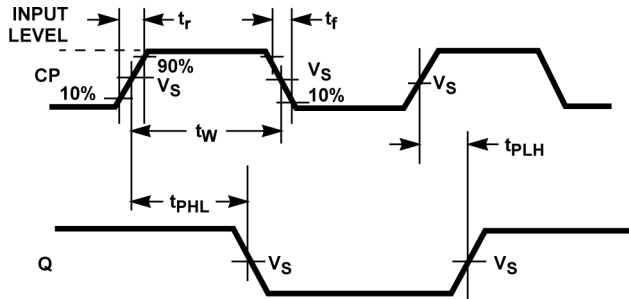 INPUT
LEVEL
tr
tf
CP
90%
VS
VS
VS
10%
10%
tW
tPLH
tPHL
Q
VS
VS